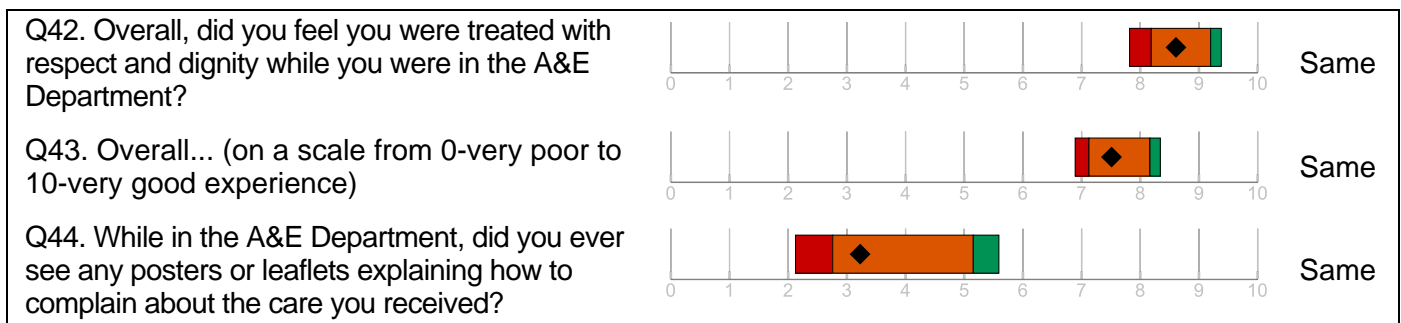 Q42. Overall, did you feel you were treated with
respect and dignity while you were in the A&E
Department?
0 1 2 3 4 5 6 7 8 9 10
Same
Q43. Overall... (on a scale from 0-very poor to
10-very good experience)
0 1 2 3 4 5 6 7 8 9 10
Same
Q44. While in the A&E Department, did you ever
see any posters or leaflets explaining how to
complain about the care you received?
0 1 2 3 4 5 6 7 8 9 10
Same